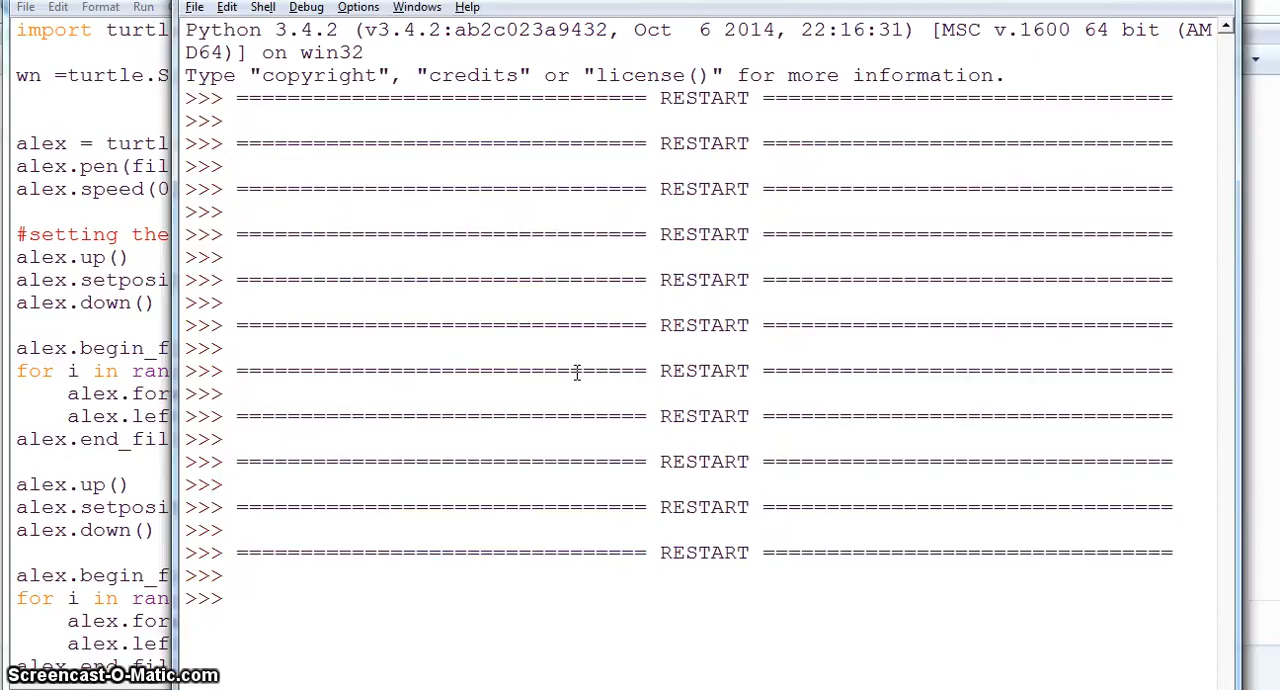 File Edit Format Run
import turtl
wn =turtle.S
alex = turtl
alex.pen(fil
alex.speed(0
#setting the
alex.up()
alex.setposi
alex.down()
alex.begin_f
for i in ran
alex.for
alex.lef
alex.end_fil
alex.up()
alex.setposi
alex.down()
alex.begin_f
for i in ran
alex.for
alex.lef
File Edit Shell Debug Options Windows Help
Python 3.4.2 (v3.4.2:ab2c023a9432, Oct  6 2014, 22:16:31) [MSC v.1600 64 bit (AM
D64)] on win32
Type "copyright", "credits" or "license()" for more information.
>>> ================================ RESTART ================================
>>>
>>> ================================ RESTART ================================
>>>
>>> ================================ RESTART ================================
>>>
>>> ================================ RESTART ================================
>>>
>>> ================================ RESTART ================================
>>>
>>> ================================ RESTART ================================
>>>
>>> ================================ RESTART ================================
>>>
>>> ================================ RESTART ================================
>>>
>>> ================================ RESTART ================================
>>>
>>> ================================ RESTART ================================
>>>
>>> ================================ RESTART ================================
>>>
>>>
Screencast-O-Matic.com